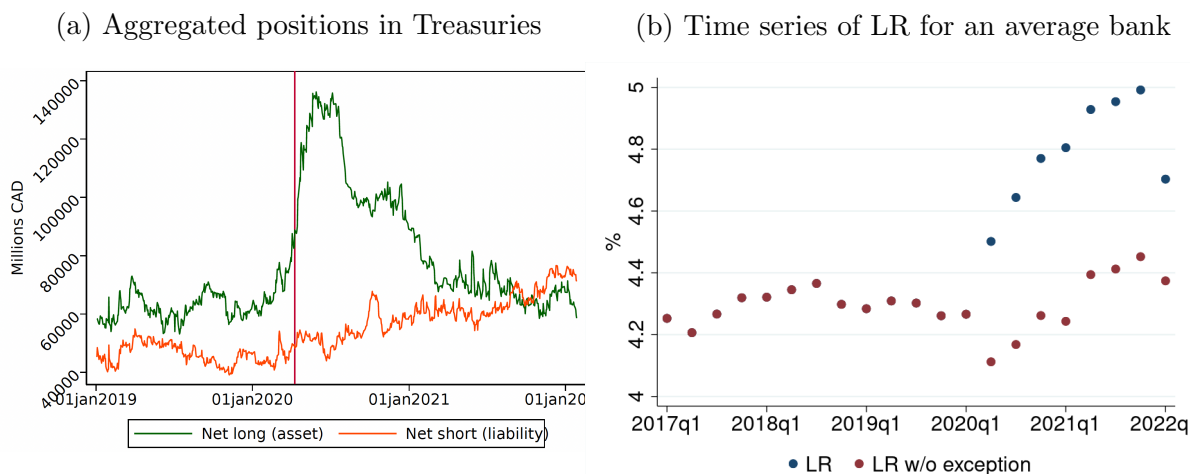 (a) Aggregated positions in Treasuries
Millions CAD
140000
120000
100000
80000
60000
40000
01jan2019 01jan2020 01jan2021 01jan20
Net long (asset) Net short (liability)
(b) Time series of LR for an average bank
%
5
4.8
4.6
4.4
4.2
4
2017q1 2018q1 2019q1 2020q1 2021q1 2022q
LR LR w/o exception